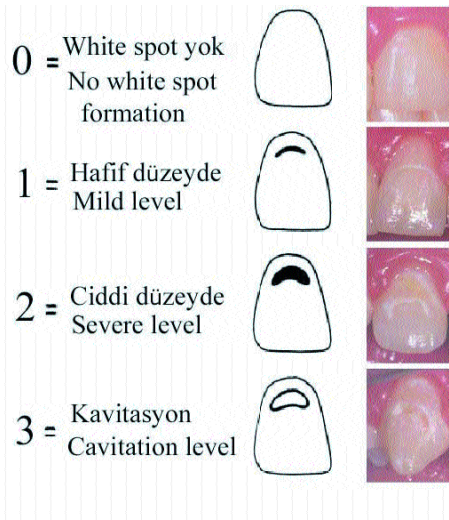 0 = White spot yok
No white spot
formation
1 = Hafif düzeyde
Mild level
2 = Ciddi düzeyde
Severe level
3 = Kavitasyon
Cavitation level